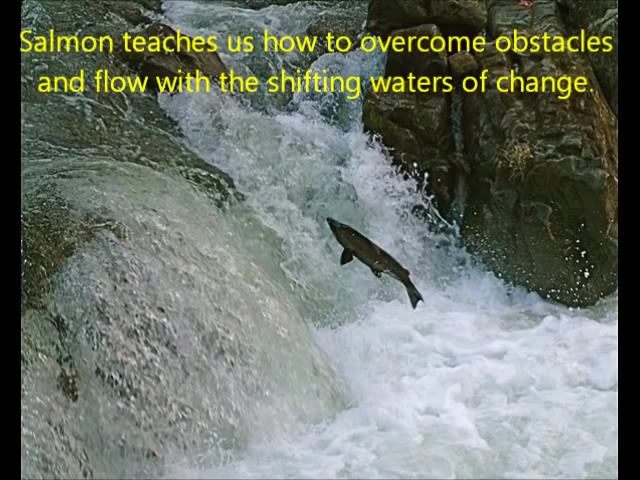 Salmon teaches us how to overcome obstacles
and flow with the shifting waters of change.